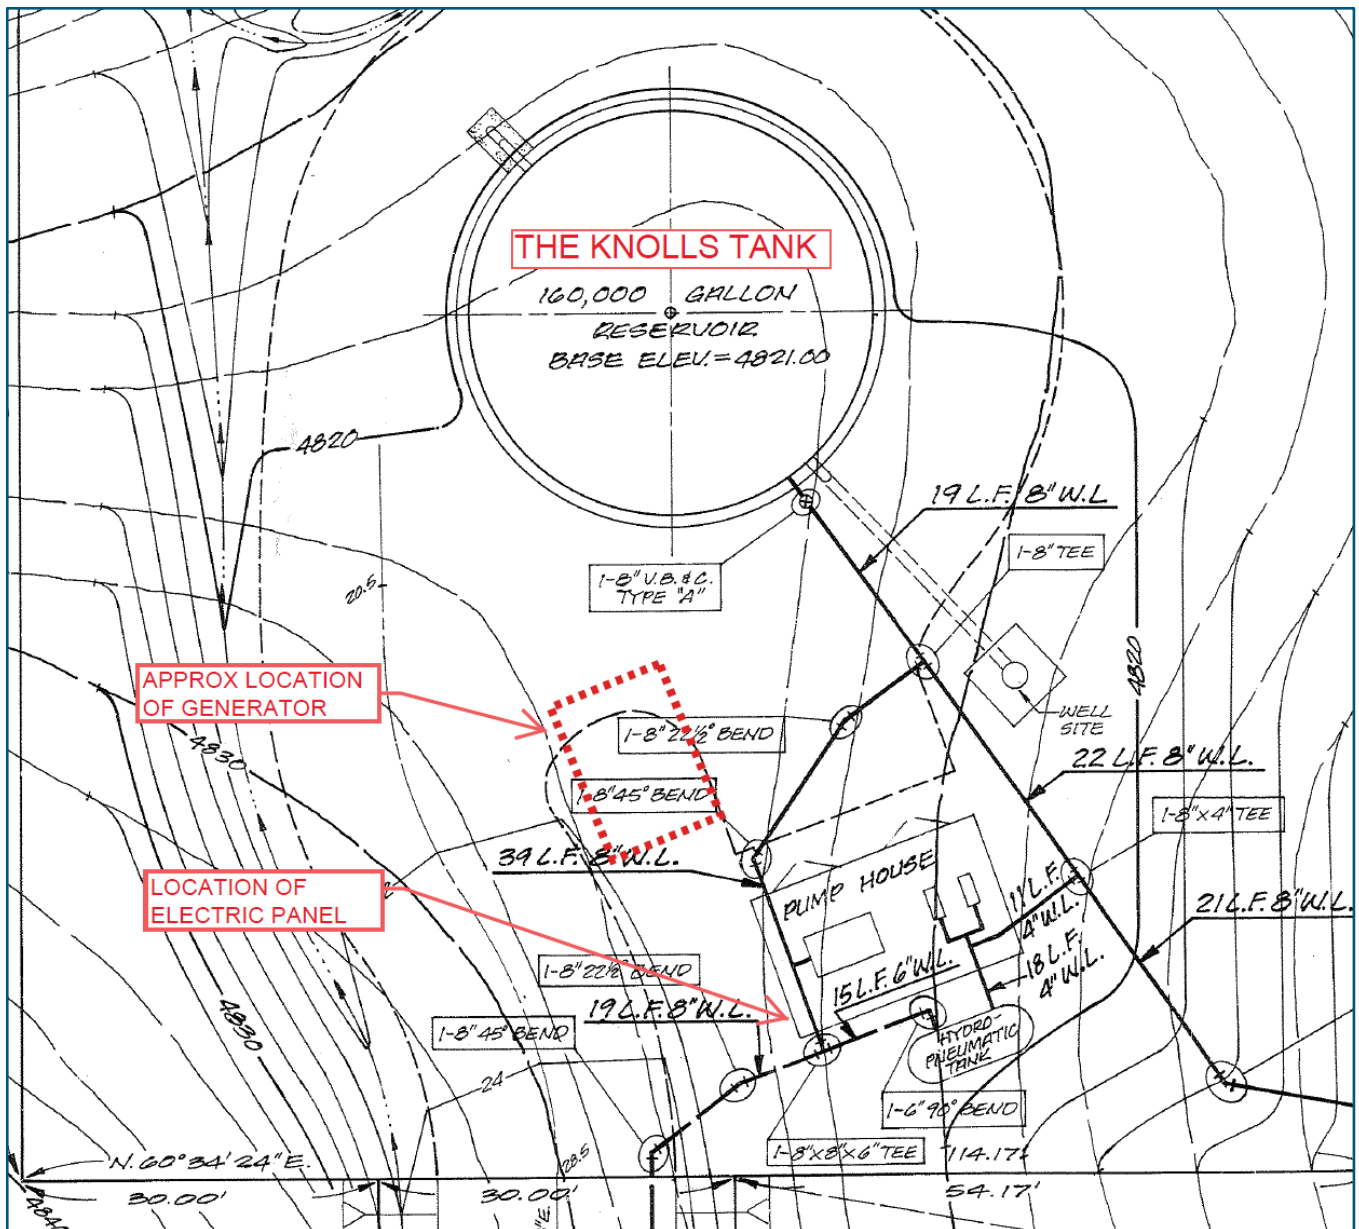 THE KNOLLS TANK
160,000 GALLON
RESERVOIR
BASE ELEV. = 4821.00
4820
19 L.F. 8" W.L.
1-8" TEE
1-8" V.B. & C.
TYPE "A"
20.5
4820
APPROX LOCATION
OF GENERATOR
WELL
SITE
1-8" 22½° BEND
4830
22 L.F. 8" W.L.
1-8" 45° BEND
1-8" x 4" TEE
39 L.F. 8" W.L.
PUMP HOUSE
LOCATION OF
ELECTRIC PANEL
11 L.F.
4" W.L.
21 L.F. 8" W.L.
1-8" 22½° BEND
15 L.F. 6" W.L.
18 L.F.
4" W.L.
19 L.F. 8" W.L.
4830
1-8" 45° BEND
HYDRO-
PNEUMATIC
TANK
24
1-6" 90° BEND
1-8" x 8" x 6" TEE
114.17'
28.5
N. 60° 34' 24" E.
30.00'
30.00'
54.17'
4840